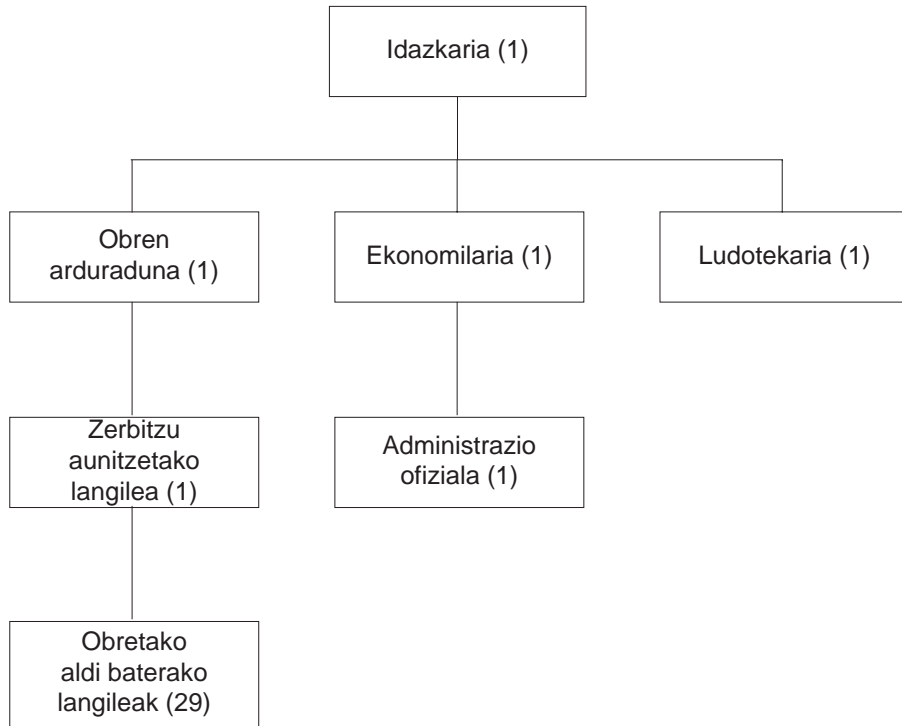 Idazkaria (1)
Obren
arduraduna (1)
Ekonomilaria (1)
Ludotekaria (1)
Zerbitzu
aunitzetako
langilea (1)
Administrazio
ofiziala (1)
Obretako
aldi baterako
langileak (29)